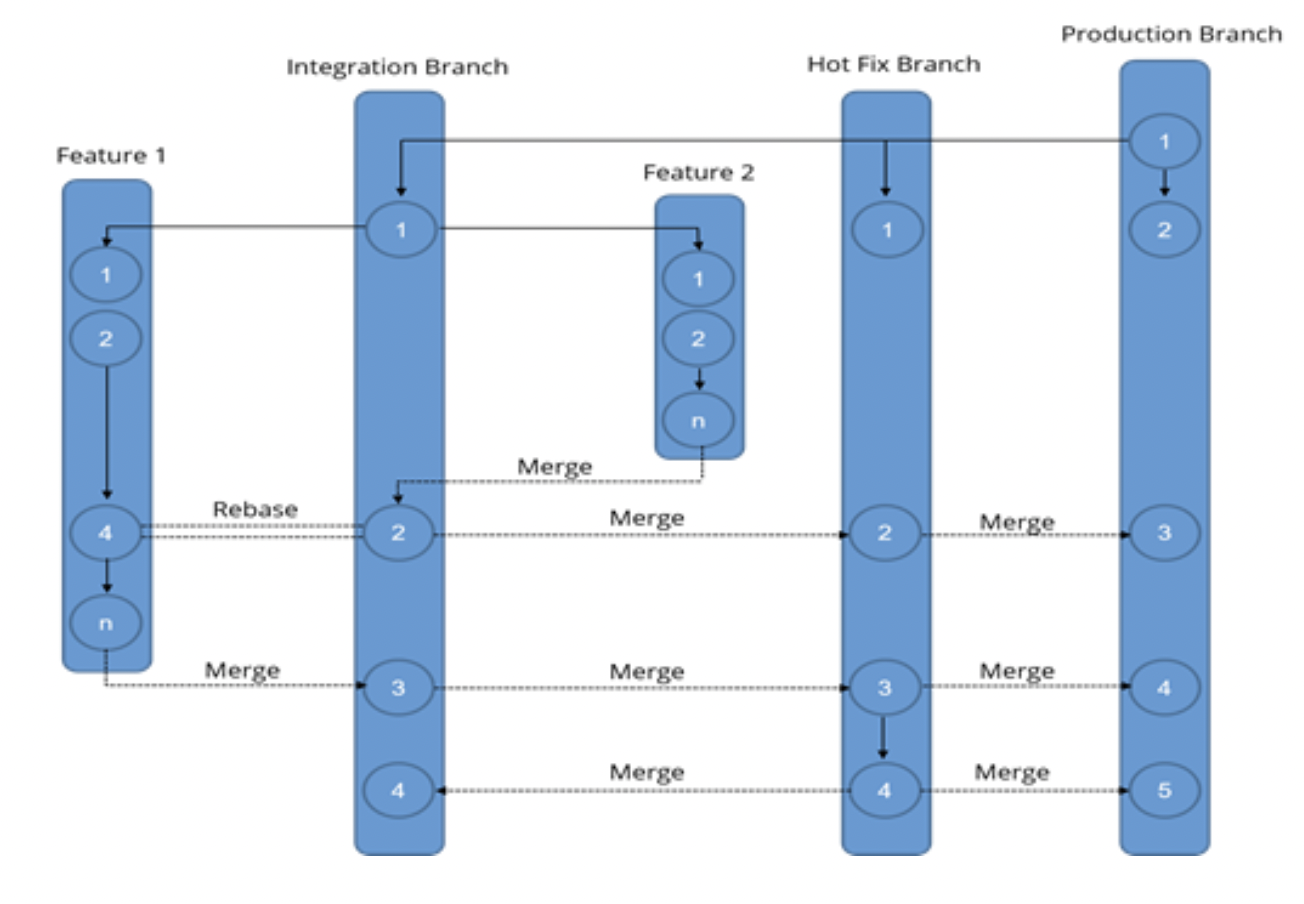 Production Branch
Integration Branch
Hot Fix Branch
1
Feature 1
Feature 2
1
1
2
1
1
2
2
n
Merge
Rebase
Merge
Merge
4
2
2
3
n
Merge
Merge
Merge
3
3
4
Merge
Merge
4
4
5